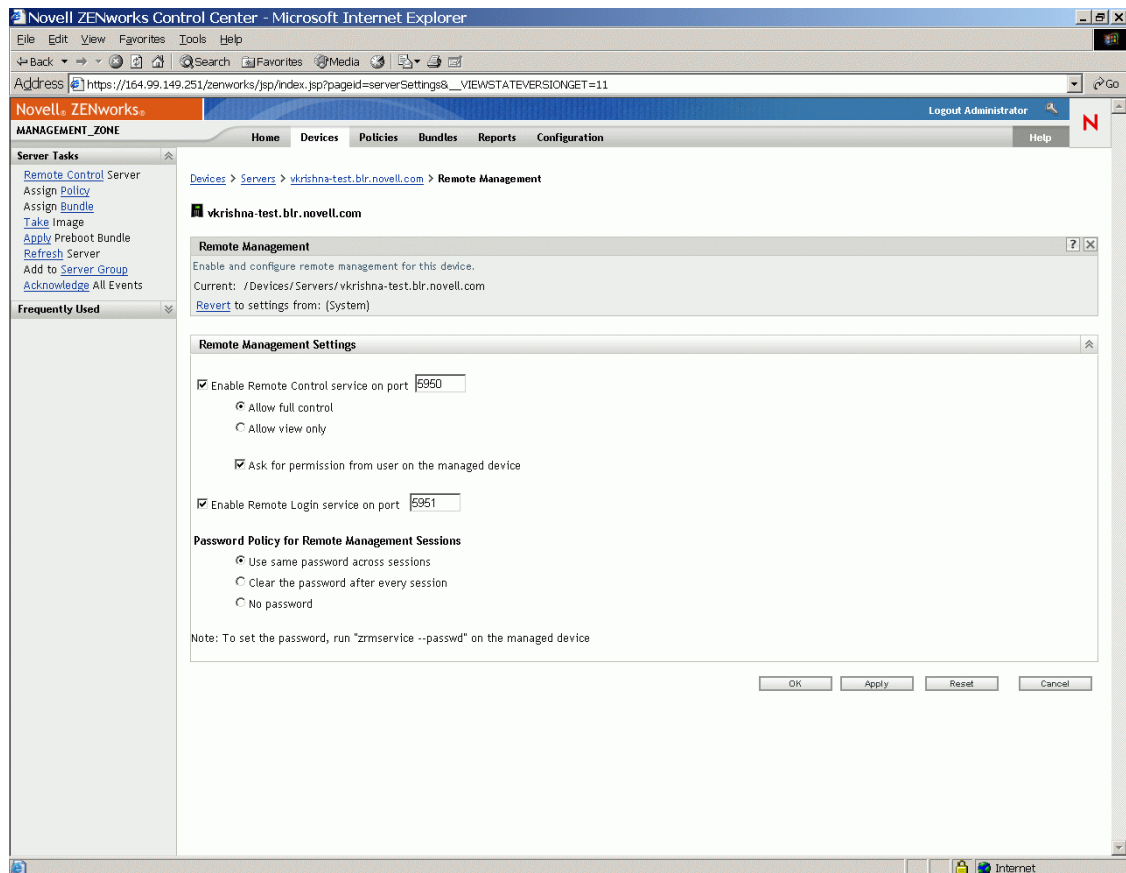 Novell ZENworks Control Center - Microsoft Internet Explorer
File Edit View Favorites Tools Help
Back Search Favorites Media
Address https://164.99.149.251/zenworks/jsp/index.jsp?pageid=serverSettings&__VIEWSTATEVERSIONGET=11 Go
Novell® ZENworks® Logout Administrator
MANAGEMENT_ZONE
Home Devices Policies Bundles Reports Configuration Help N
Server Tasks
Remote Control Server
Assign Policy
Assign Bundle
Take Image
Apply Preboot Bundle
Refresh Server
Add to Server Group
Acknowledge All Events
Frequently Used
Devices > Servers > vkrishna-test.blr.novell.com > Remote Management
vkrishna-test.blr.novell.com
Remote Management ?
Enable and configure remote management for this device.
Current: /Devices/Servers/vkrishna-test.blr.novell.com
Revert to settings from: (System)
Remote Management Settings
Enable Remote Control service on port 5950
Allow full control
Allow view only
Ask for permission from user on the managed device
Enable Remote Login service on port 5951
Password Policy for Remote Management Sessions
Use same password across sessions
Clear the password after every session
No password
Note: To set the password, run "zrmservice --passwd" on the managed device
OK Apply Reset Cancel
Internet